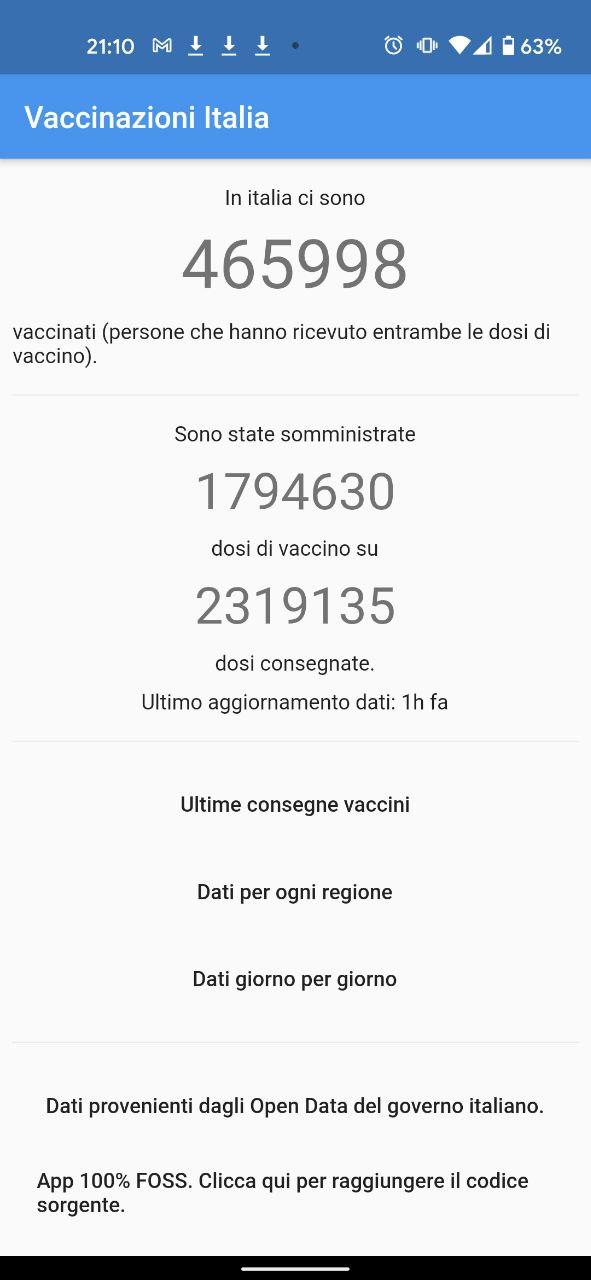 21:10
63%
Vaccinazioni Italia
In italia ci sono
465998
vaccinati (persone che hanno ricevuto entrambe le dosi di
vaccino).
Sono state somministrate
1794630
dosi di vaccino su
2319135
dosi consegnate.
Ultimo aggiornamento dati: 1h fa
Ultime consegne vaccini
Dati per ogni regione
Dati giorno per giorno
Dati provenienti dagli Open Data del governo italiano.
App 100% FOSS. Clicca qui per raggiungere il codice
sorgente.